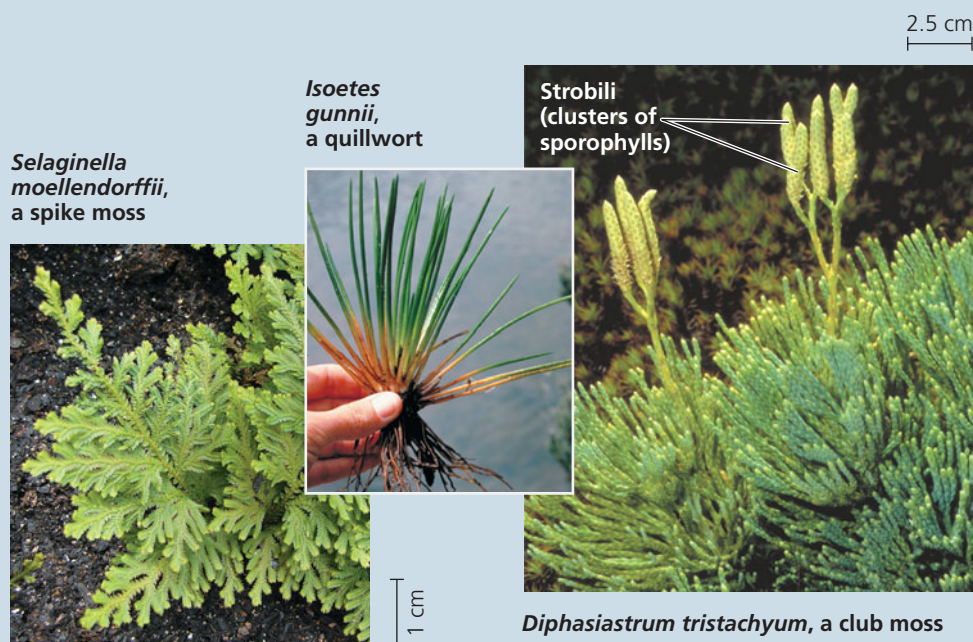 2.5 cm
Isoetes
gunnii,
a quillwort
Strobili
(clusters of
sporophylls)
Selaginella
moellendorffii,
a spike moss
1 cm
Diphasiastrum tristachyum, a club moss